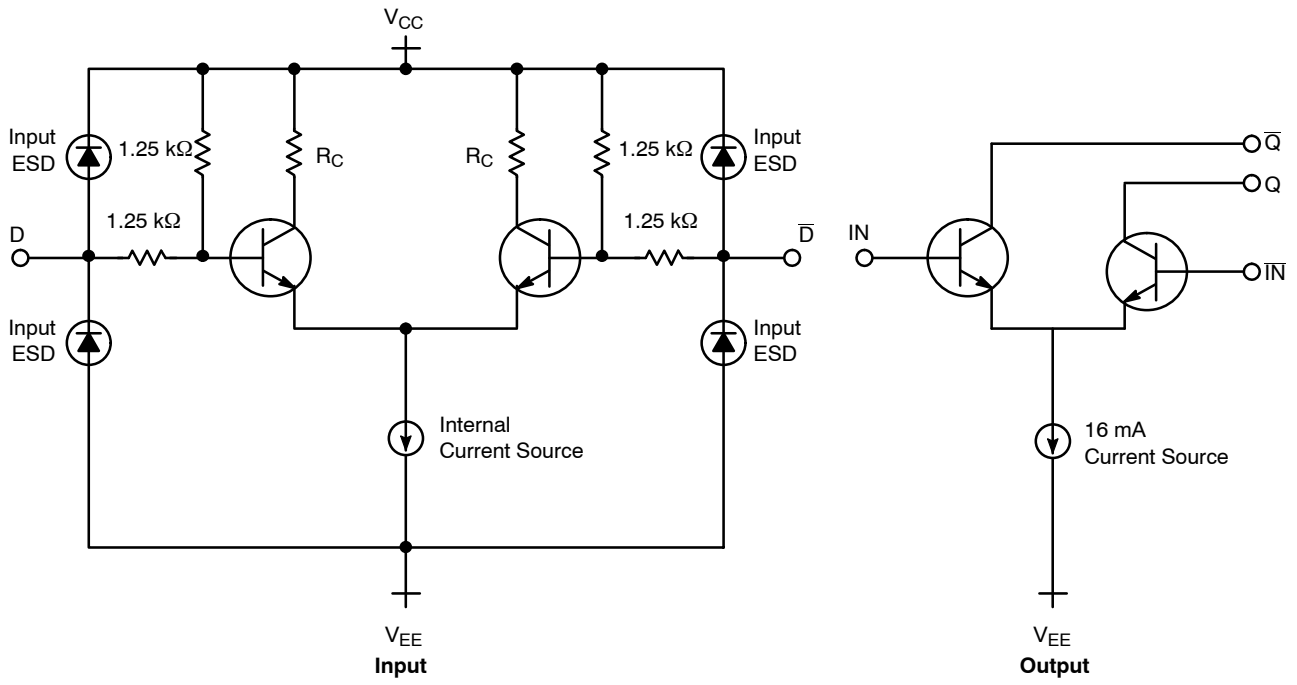 V_CC
Input
ESD
1.25 kΩ
R_C
R_C
1.25 kΩ
Input
ESD
Q̅
Q
D
1.25 kΩ
1.25 kΩ
D̅
IN
I̅N̅
Input
ESD
Input
ESD
Internal
Current Source
16 mA
Current Source
V_EE
Input
V_EE
Output